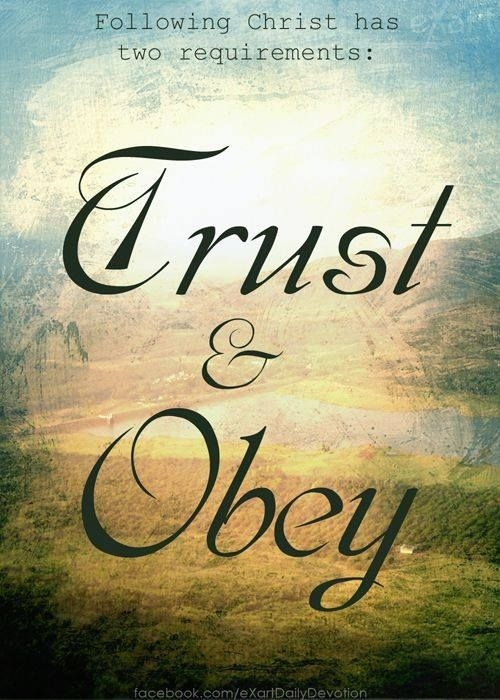 Following Christ has
two requirements:
Trust
&
Obey
facebook.com/eXartDailyDevotion